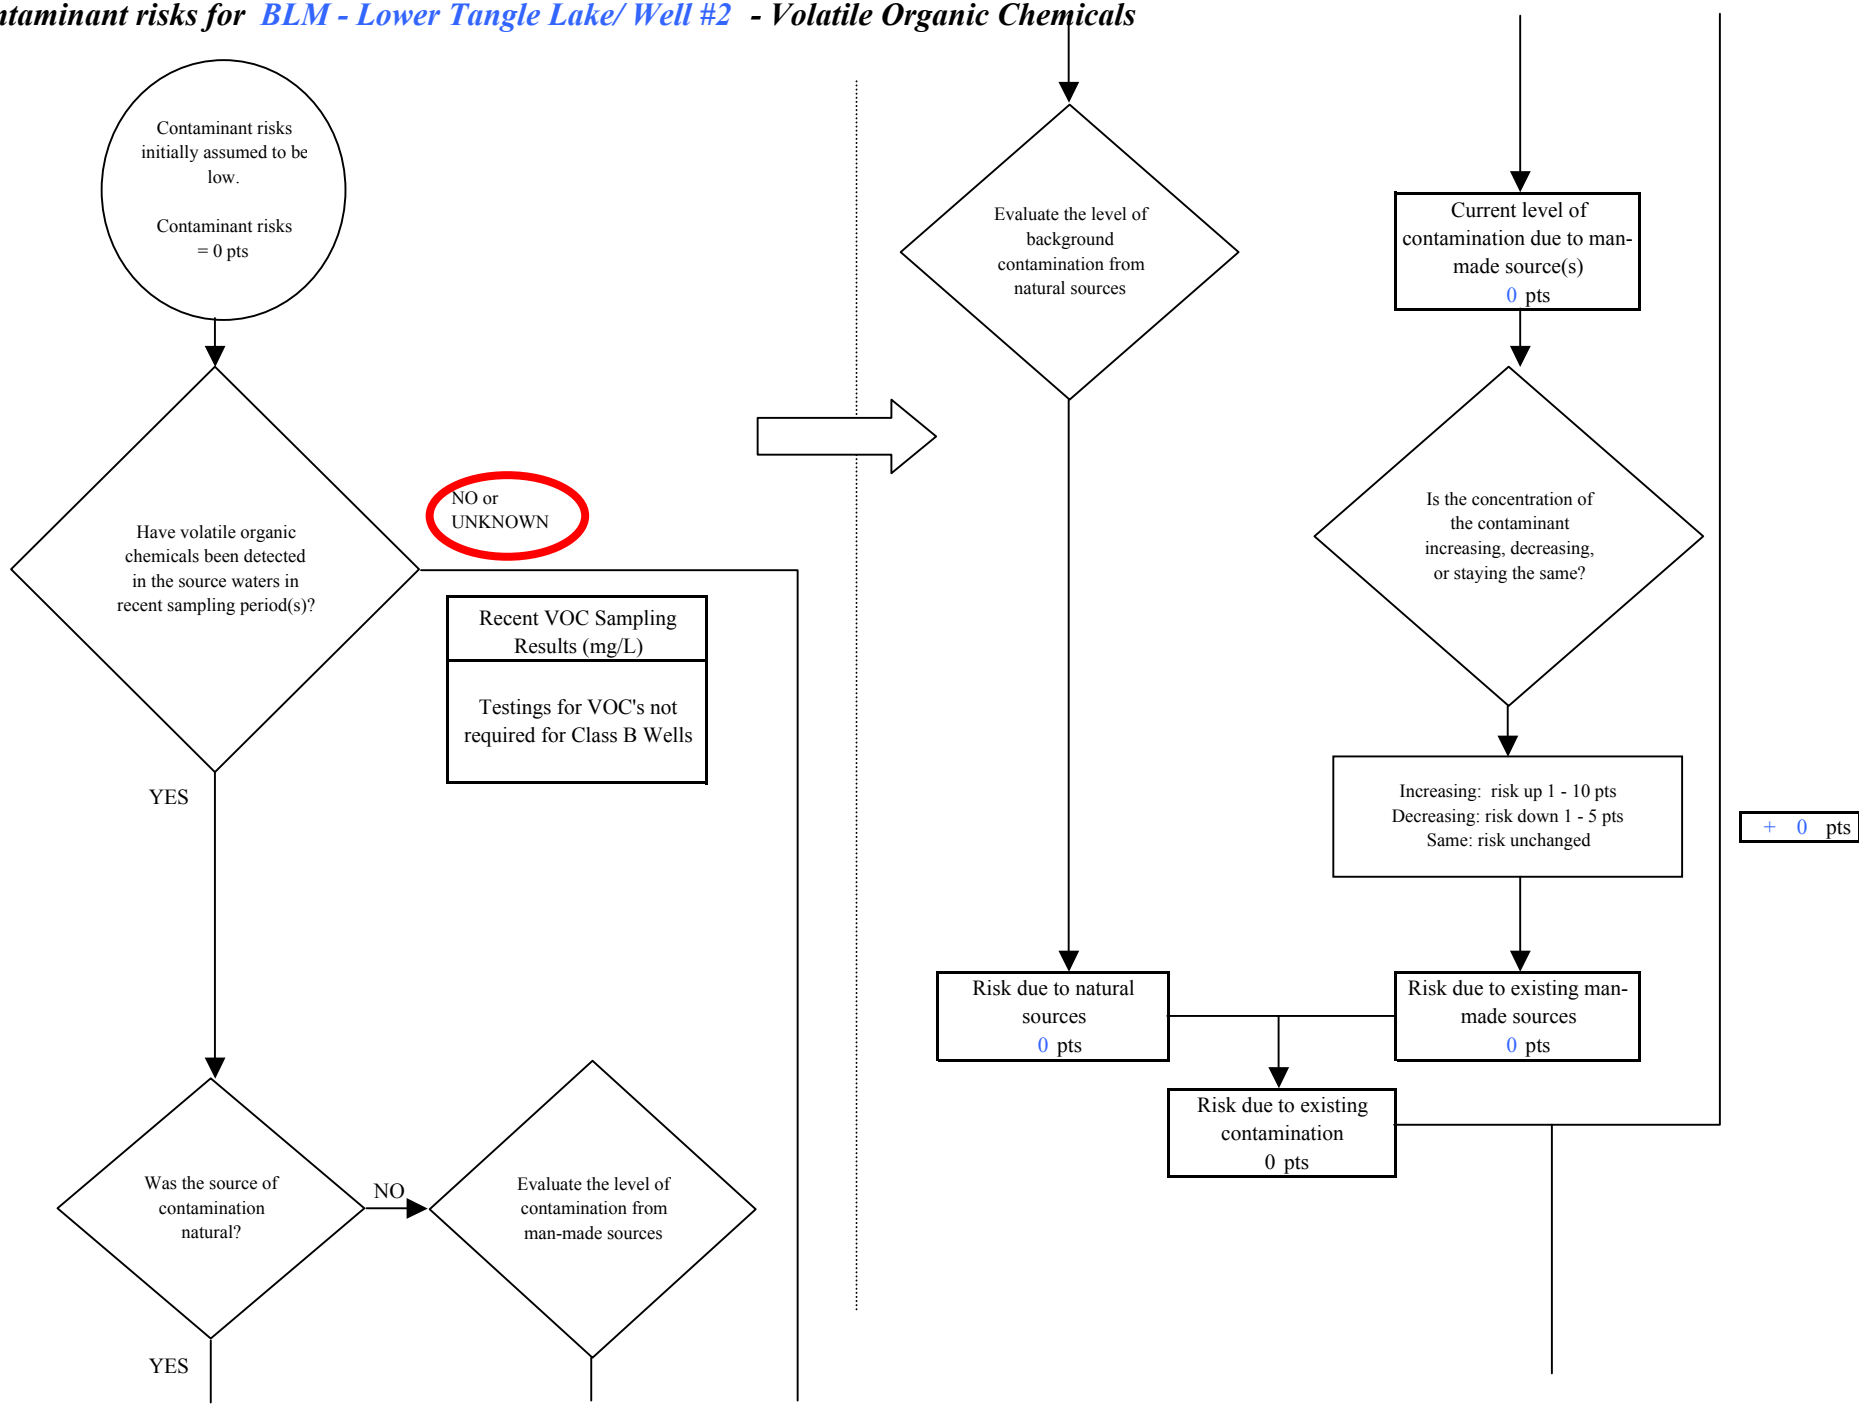 ntaminant risks for BLM - Lower Tangle Lake/ Well #2 - Volatile Organic Chemicals
Contaminant risks
initially assumed to be
low.
Contaminant risks
= 0 pts
Have volatile organic
chemicals been detected
in the source waters in
recent sampling period(s)?
NO or
UNKNOWN
Recent VOC Sampling
Results (mg/L)
Testings for VOC's not
required for Class B Wells
YES
Was the source of
contamination
natural?
NO
Evaluate the level of
contamination from
man-made sources
YES
Evaluate the level of
background
contamination from
natural sources
Current level of
contamination due to man-
made source(s)
0 pts
Is the concentration of
the contaminant
increasing, decreasing,
or staying the same?
Increasing: risk up 1 - 10 pts
Decreasing: risk down 1 - 5 pts
Same: risk unchanged
+ 0 pts
Risk due to natural
sources
0 pts
Risk due to existing man-
made sources
0 pts
Risk due to existing
contamination
0 pts